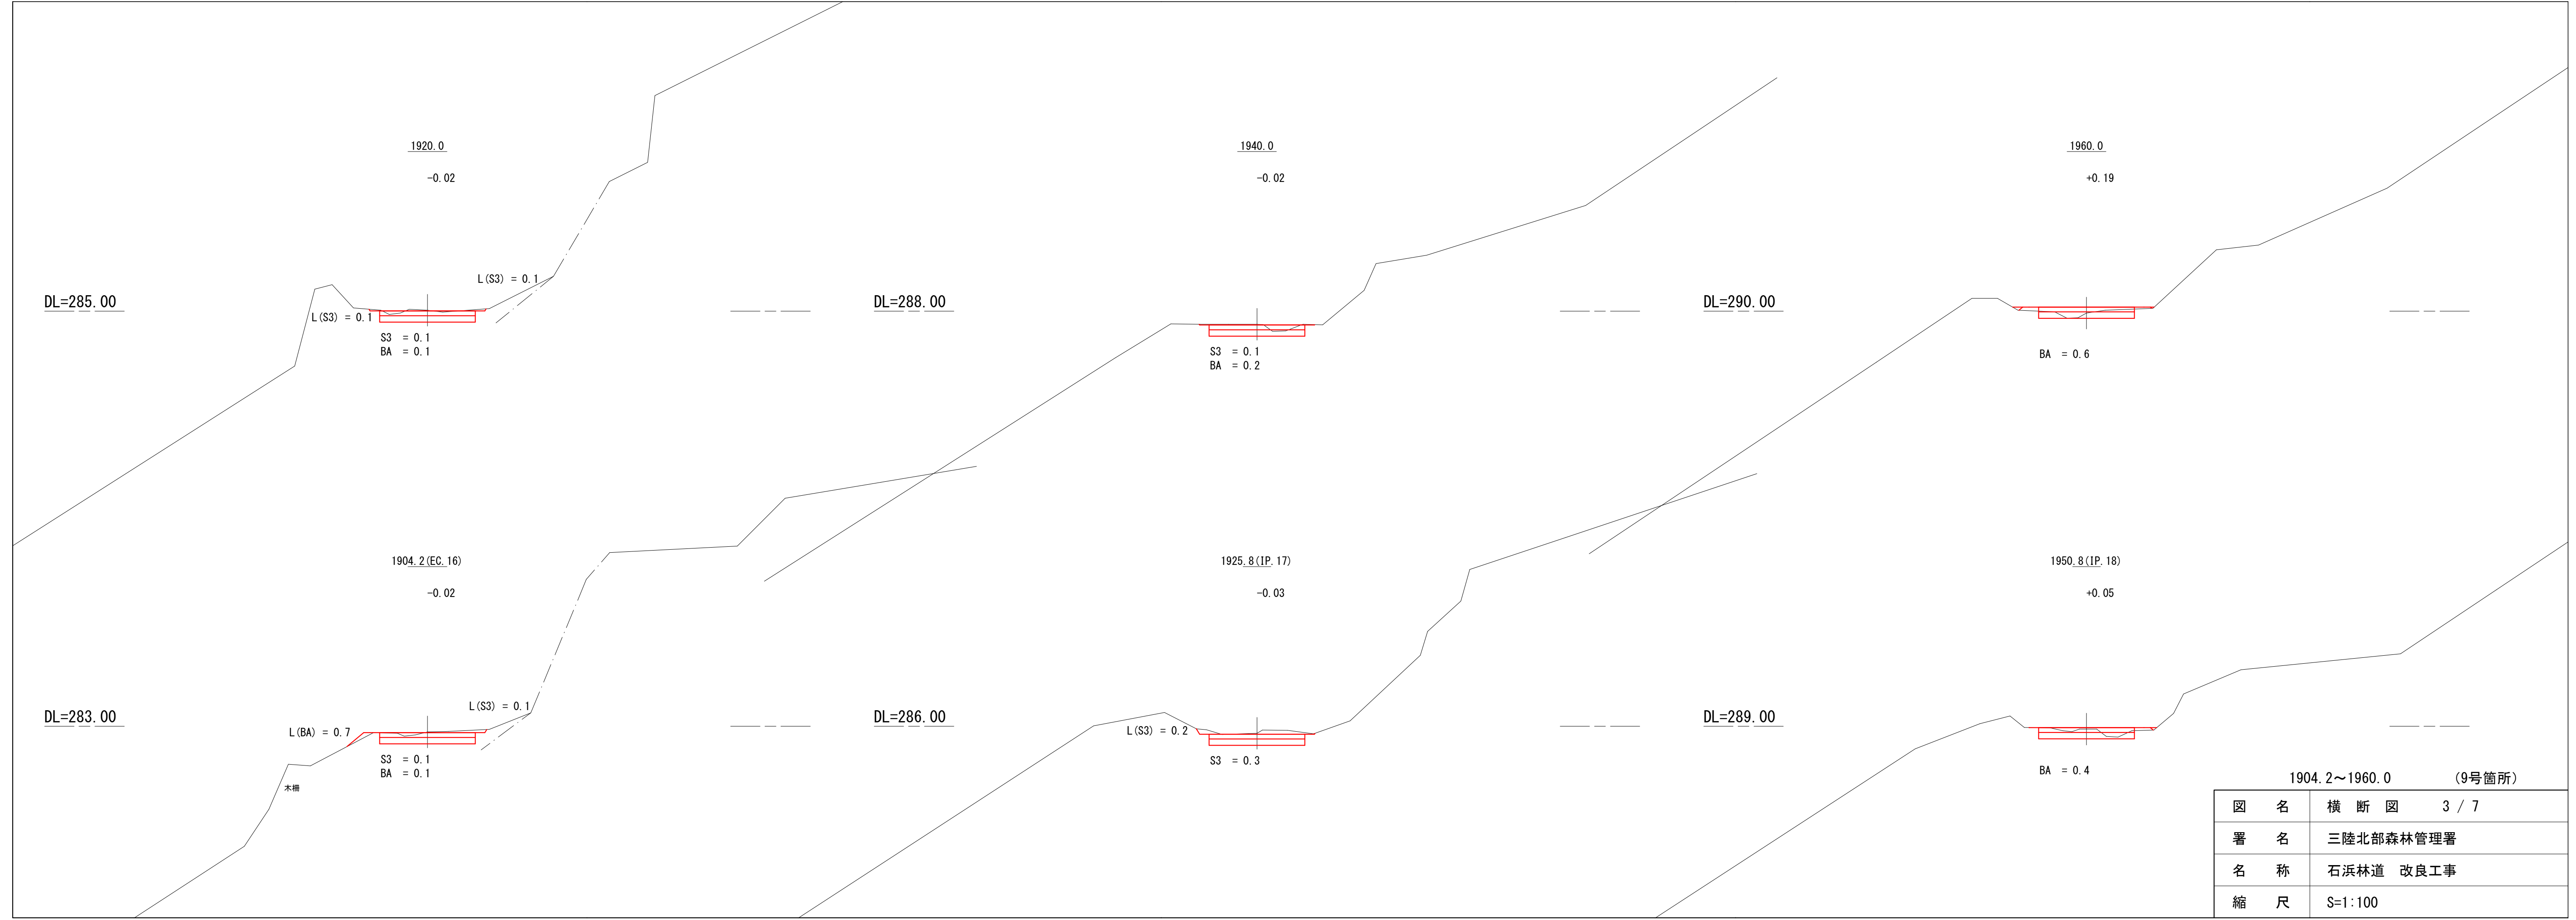 1920.0
-0.02
L(S3) = 0.1
DL=285.00
L(S3) = 0.1
S3 = 0.1
BA = 0.1
1940.0
-0.02
DL=288.00
S3 = 0.1
BA = 0.2
1960.0
+0.19
DL=290.00
BA = 0.6
1904.2(EC.16)
-0.02
L(S3) = 0.1
DL=283.00
L(BA) = 0.7
S3 = 0.1
BA = 0.1
木柵
1925.8(IP.17)
-0.03
DL=286.00
L(S3) = 0.2
S3 = 0.3
1950.8(IP.18)
+0.05
DL=289.00
BA = 0.4
1904.2～1960.0 (9号箇所)
図 名 横 断 図 3 / 7
署 名 三陸北部森林管理署
名 称 石浜林道 改良工事
縮 尺 S=1:100